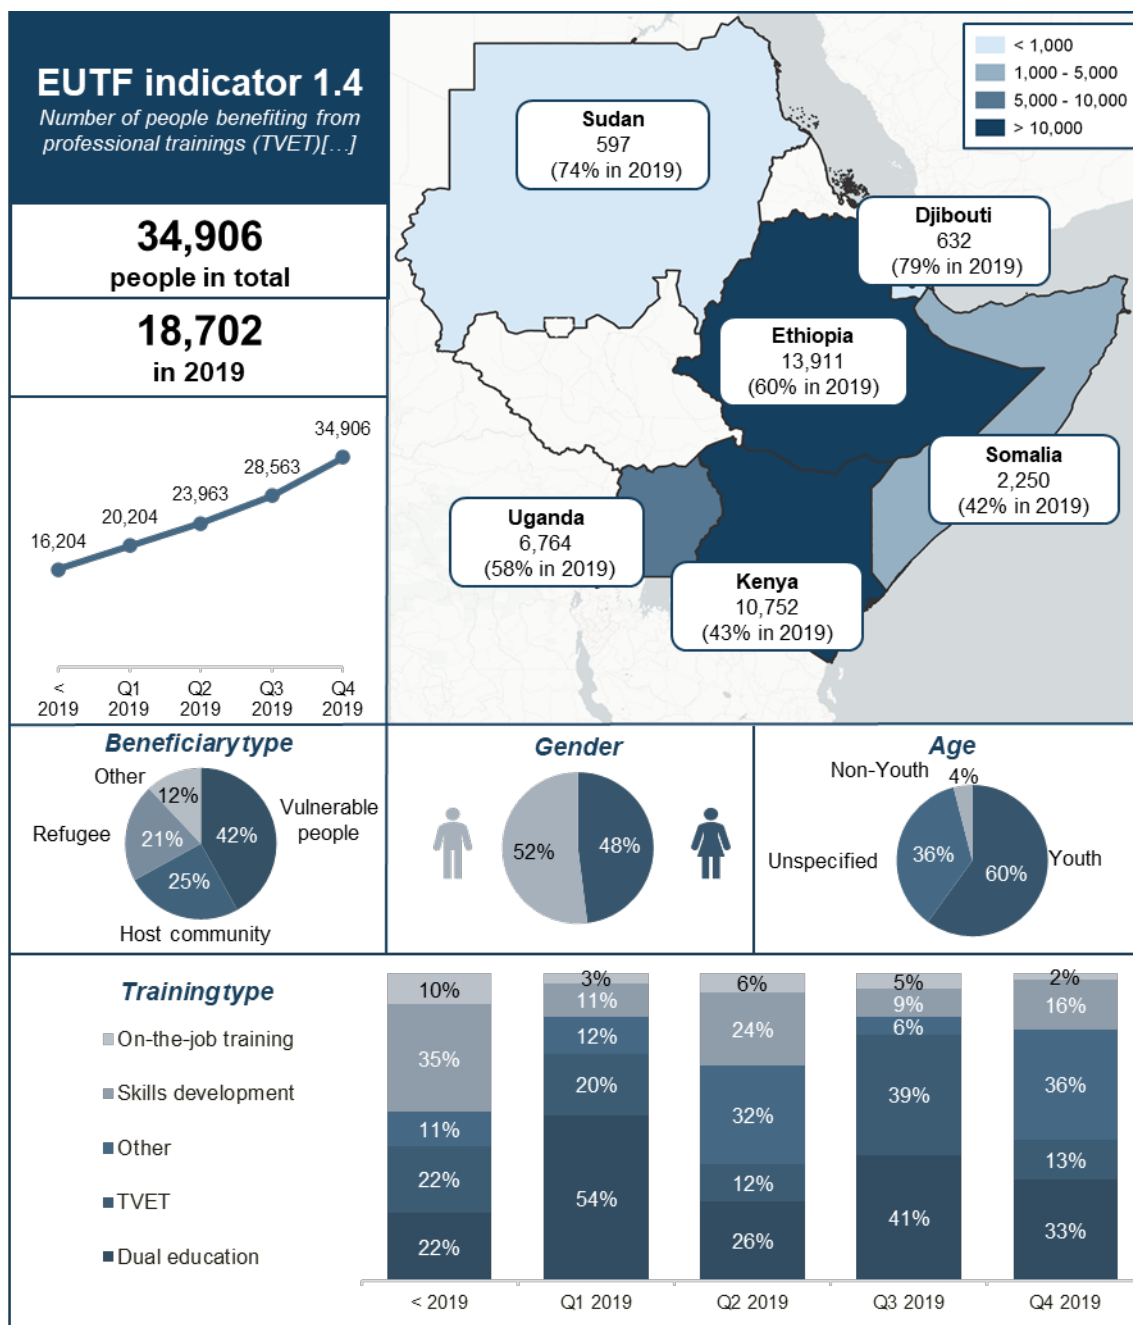 EUTF indicator 1.4
Number of people benefiting from
professional trainings (TVET)[…]
34,906
people in total
18,702
in 2019
34,906
28,563
23,963
20,204
16,204
< 2019
Q1 2019
Q2 2019
Q3 2019
Q4 2019
< 1,000
1,000 - 5,000
5,000 - 10,000
> 10,000
Sudan
597
(74% in 2019)
Djibouti
632
(79% in 2019)
Ethiopia
13,911
(60% in 2019)
Somalia
2,250
(42% in 2019)
Uganda
6,764
(58% in 2019)
Kenya
10,752
(43% in 2019)
Beneficiary type
Other
12%
Vulnerable people
42%
Refugee
21%
25%
Host community
Gender
52%
48%
Age
Non-Youth
4%
Unspecified
36%
Youth
60%
Training type
On-the-job training
Skills development
Other
TVET
Dual education
10%
35%
11%
22%
22%
< 2019
3%
11%
12%
20%
54%
Q1 2019
6%
24%
32%
12%
26%
Q2 2019
5%
9%
6%
39%
41%
Q3 2019
2%
16%
36%
13%
33%
Q4 2019